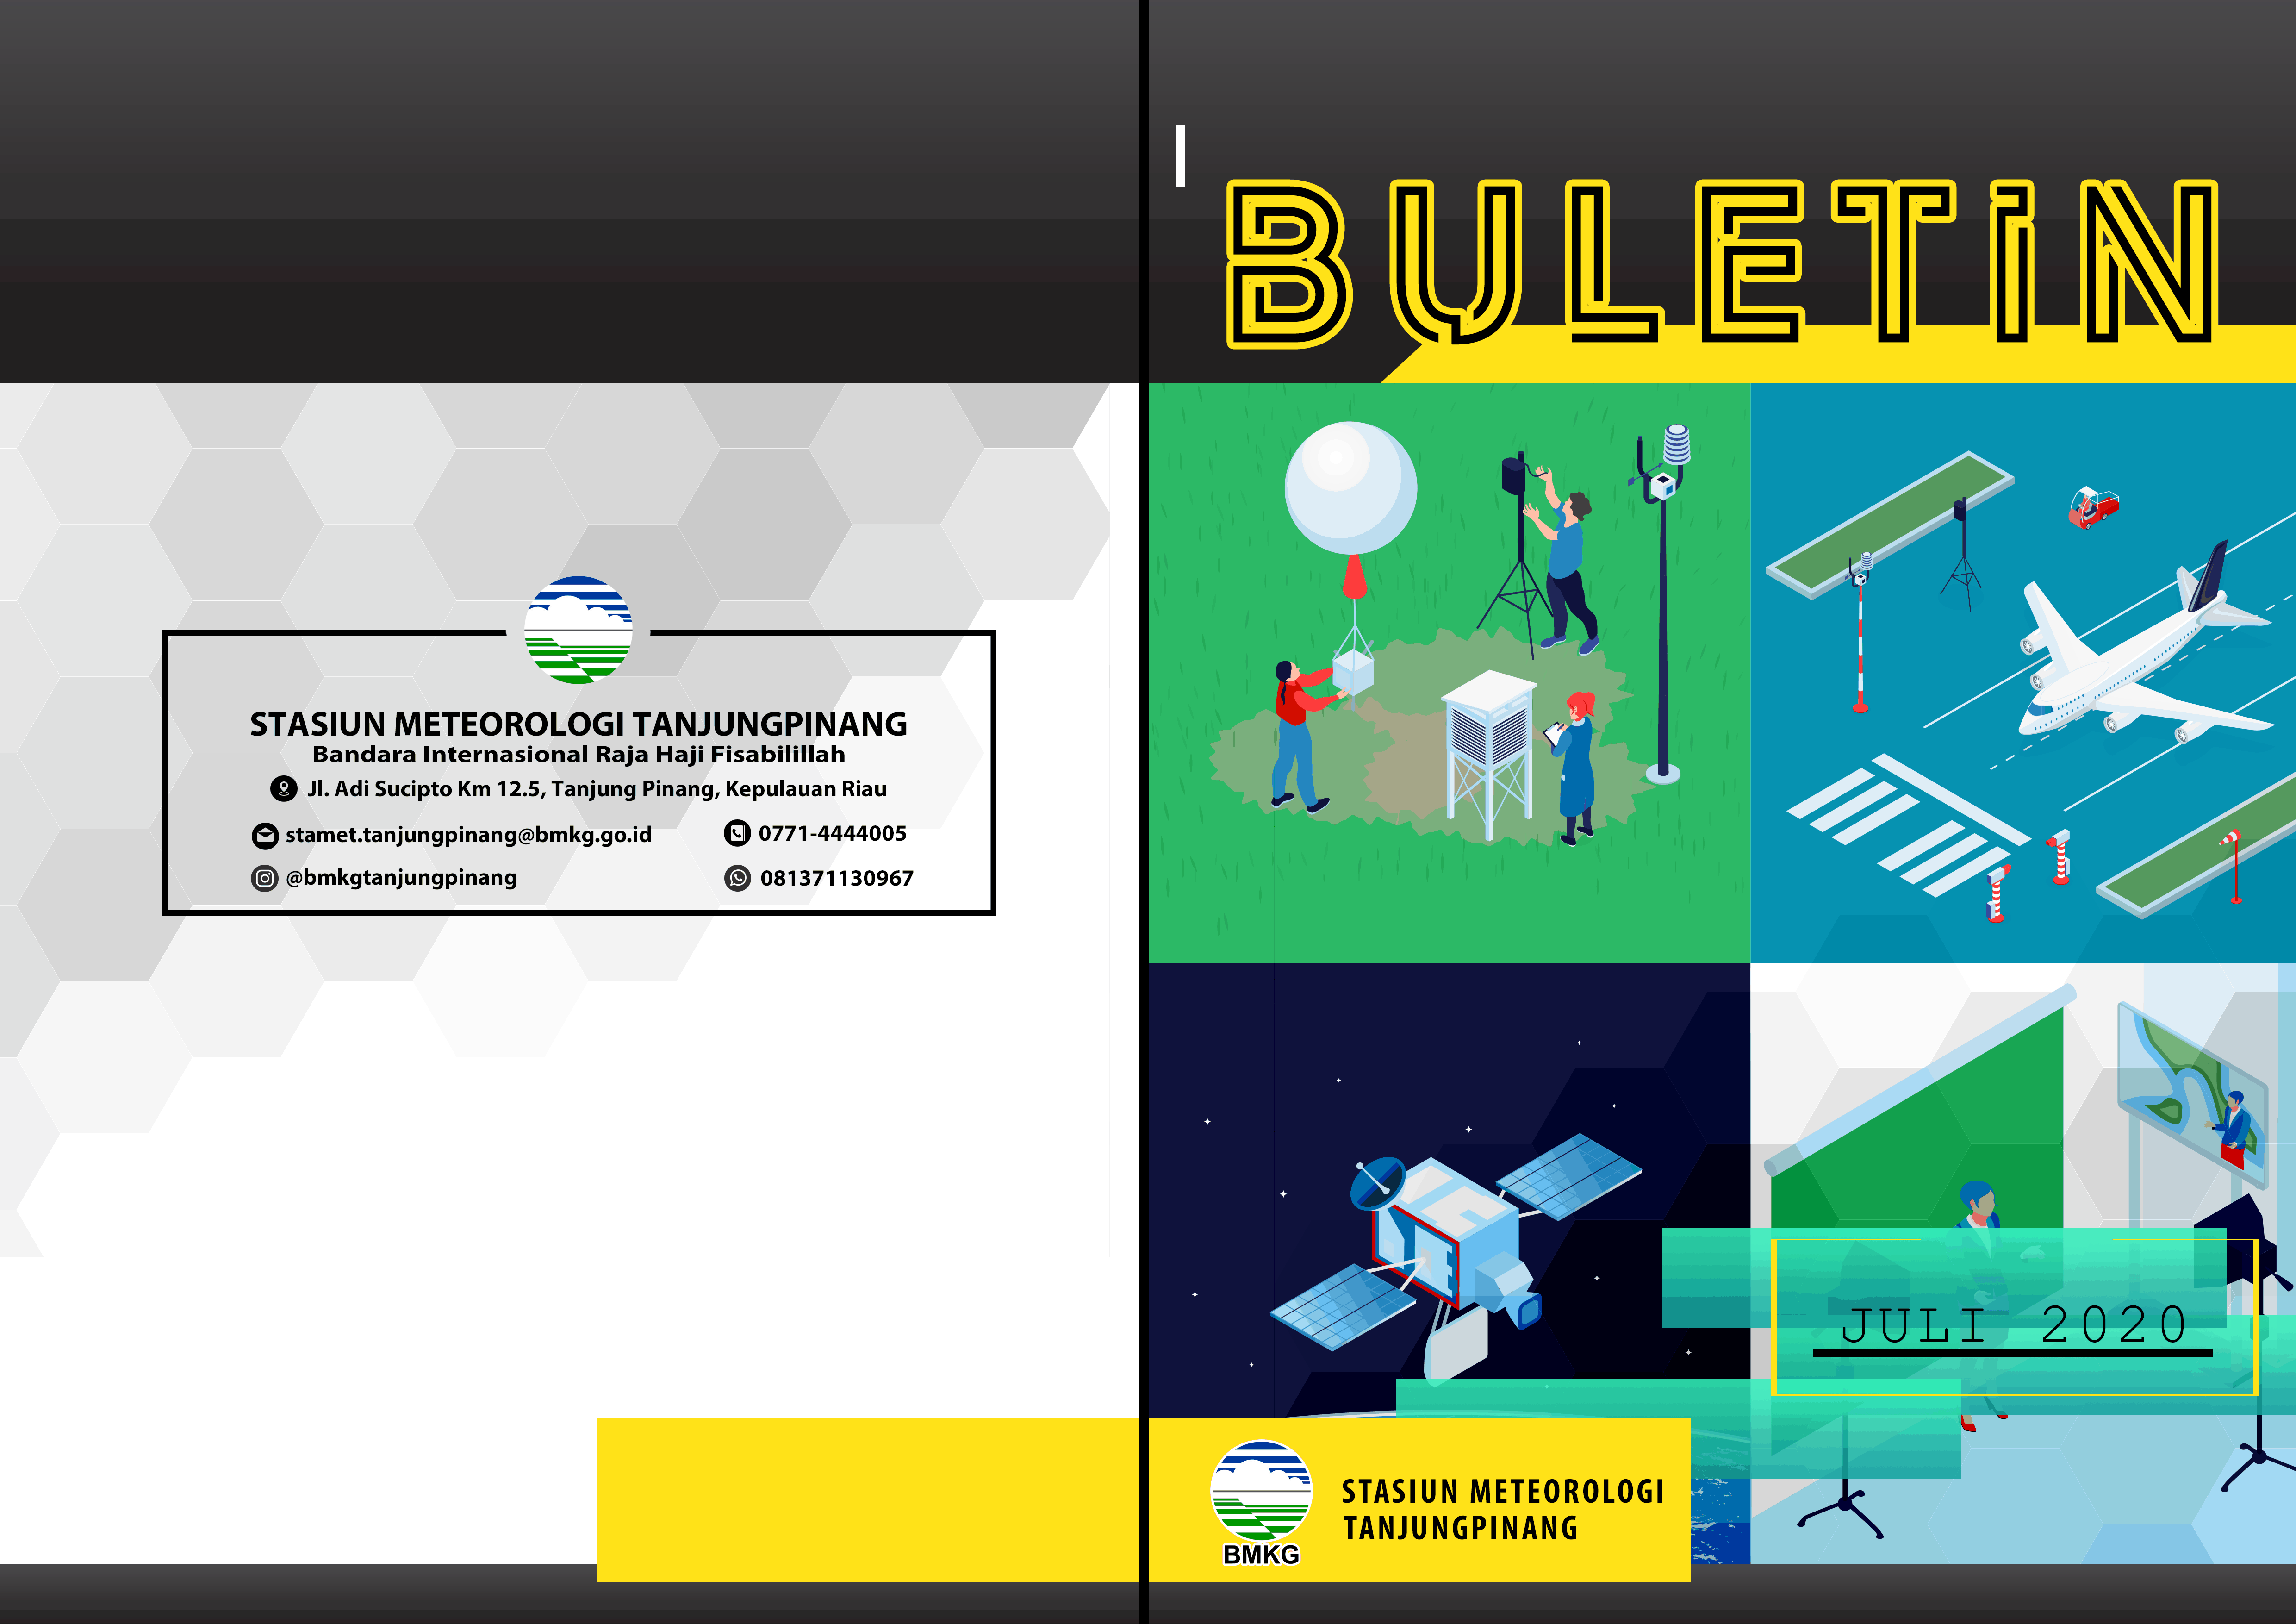 STASIUN METEOROLOGI TANJUNGPINANG
Bandara Internasional Raja Haji Fisabilillah
Jl. Adi Sucipto Km 12.5, Tanjung Pinang, Kepulauan Riau
stamet.tanjungpinang@bmkg.go.id
0771-4444005
@bmkgtanjungpinang
081371130967
BULETiN
JULI 2020
STASIUN METEOROLOGI
TANJUNGPINANG
BMKG